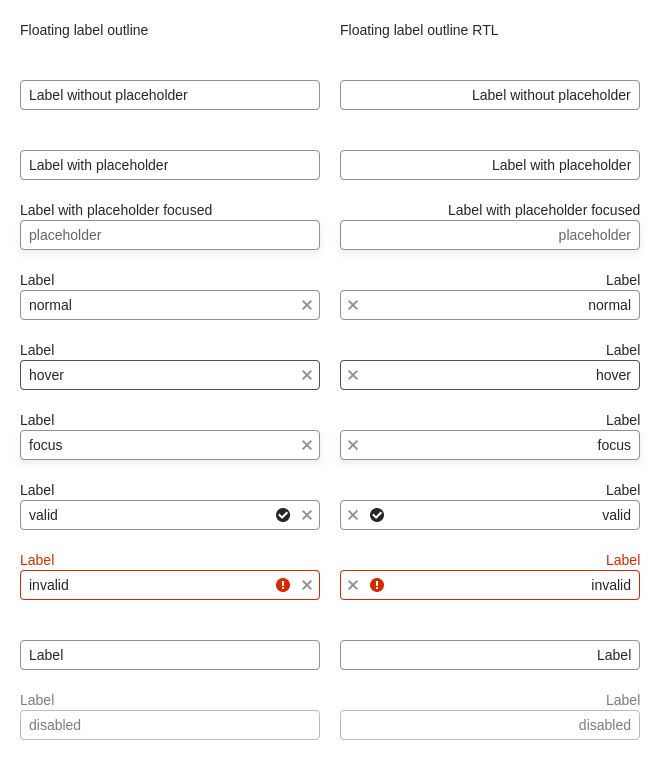 Floating label outline
Label without placeholder
Label with placeholder
Label with placeholder focused
placeholder
Label
normal
Label
hover
Label
focus
Label
valid
Label
invalid
Label
Label
disabled
Floating label outline RTL
Label without placeholder
Label with placeholder
Label with placeholder focused
placeholder
Label
normal
Label
hover
Label
focus
Label
valid
Label
invalid
Label
Label
disabled